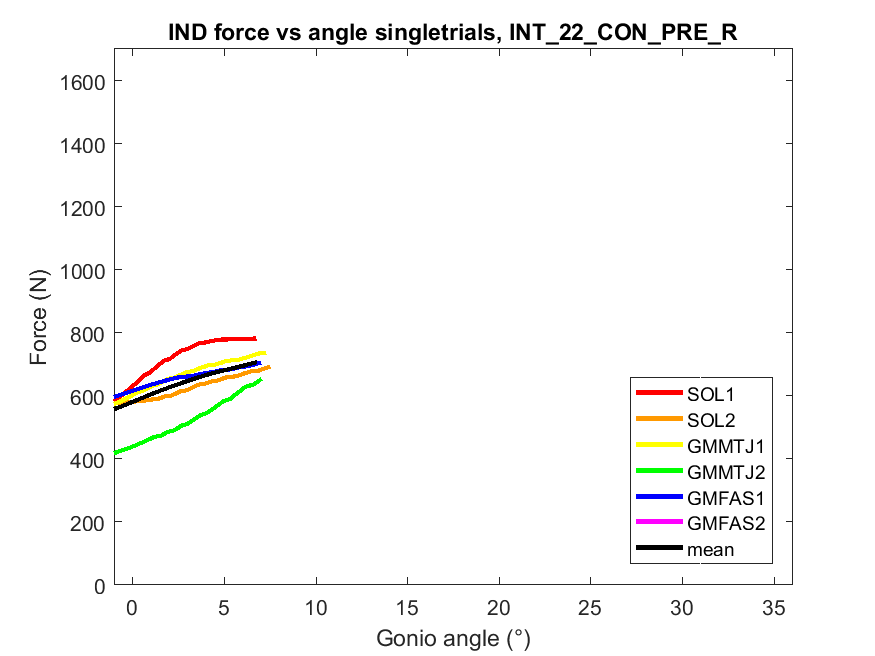 IND force vs angle singletrials, INT_22_CON_PRE_R
1600
1400
1200
1000
800
600
400
200
0
Force (N)
0 5 10 15 20 25 30 35
Gonio angle (°)
SOL1
SOL2
GMMTJ1
GMMTJ2
GMFAS1
GMFAS2
mean